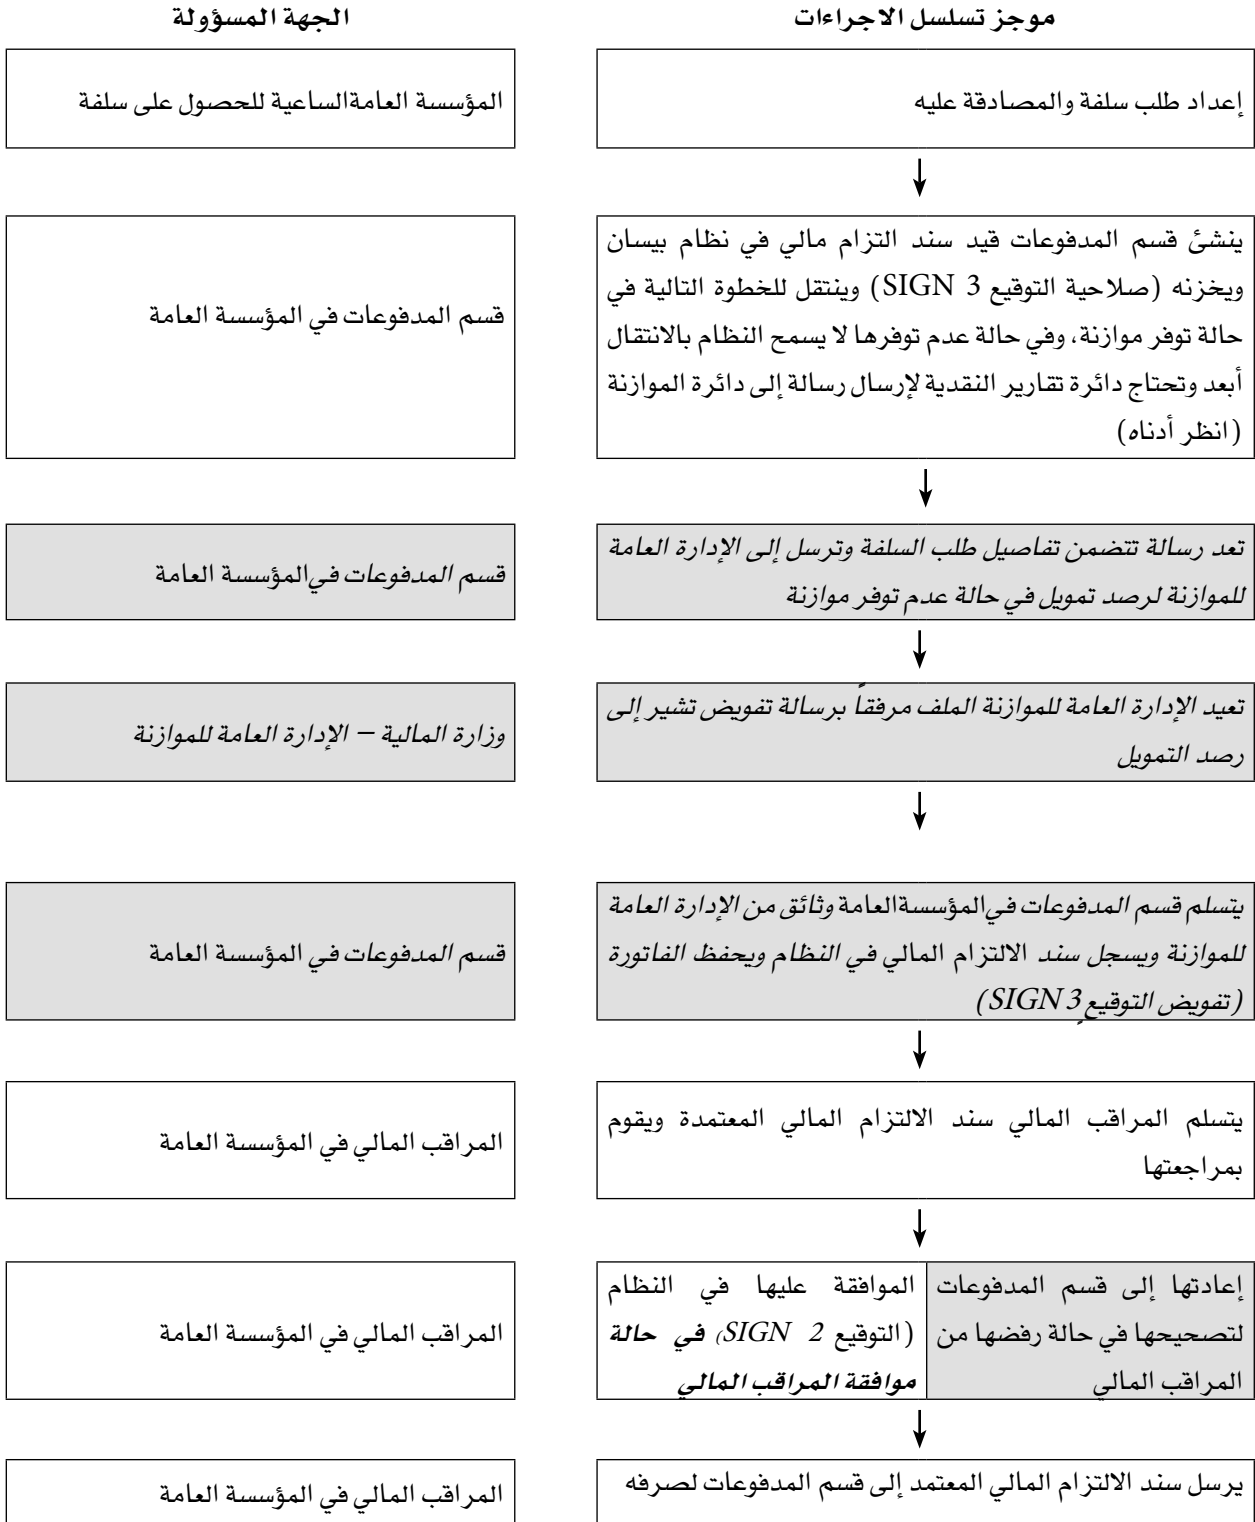 موجز تسلسل الاجراءات
الجهة المسؤولة
إعداد طلب سلفة والمصادقة عليه
المؤسسة العامةالساعية للحصول على سلفة
ينشئ قسم المدفوعات قيد سند التزام مالي في نظام بيسان
ويخزنه (صلاحية التوقيع SIGN 3) وينتقل للخطوة التالية في
حالة توفر موازنة، وفي حالة عدم توفرها لا يسمح النظام بالانتقال
أبعد وتحتاج دائرة تقارير النقدية لإرسال رسالة إلى دائرة الموازنة
(انظر أدناه)
قسم المدفوعات في المؤسسة العامة
تعد رسالة تتضمن تفاصيل طلب السلفة وترسل إلى الإدارة العامة
للموازنة لرصد تمويل في حالة عدم توفر موازنة
قسم المدفوعات فيالمؤسسة العامة
تعيد الإدارة العامة للموازنة الملف مرفقاً برسالة تفويض تشير إلى
رصد التمويل
وزارة المالية – الإدارة العامة للموازنة
يتسلم قسم المدفوعات فيالمؤسسةالعامة وثائق من الإدارة العامة
للموازنة ويسجل سند الالتزام المالي في النظام ويحفظ الفاتورة
(تفويض التوقيع SIGN 3)
قسم المدفوعات في المؤسسة العامة
يتسلم المراقب المالي سند الالتزام المالي المعتمدة ويقوم
بمراجعتها
المراقب المالي في المؤسسة العامة
إعادتها إلى قسم المدفوعات
لتصحيحها في حالة رفضها من
المراقب المالي
الموافقة عليها في النظام
(التوقيع SIGN 2)، في حالة
موافقة المراقب المالي
المراقب المالي في المؤسسة العامة
يرسل سند الالتزام المالي المعتمد إلى قسم المدفوعات لصرفه
المراقب المالي في المؤسسة العامة